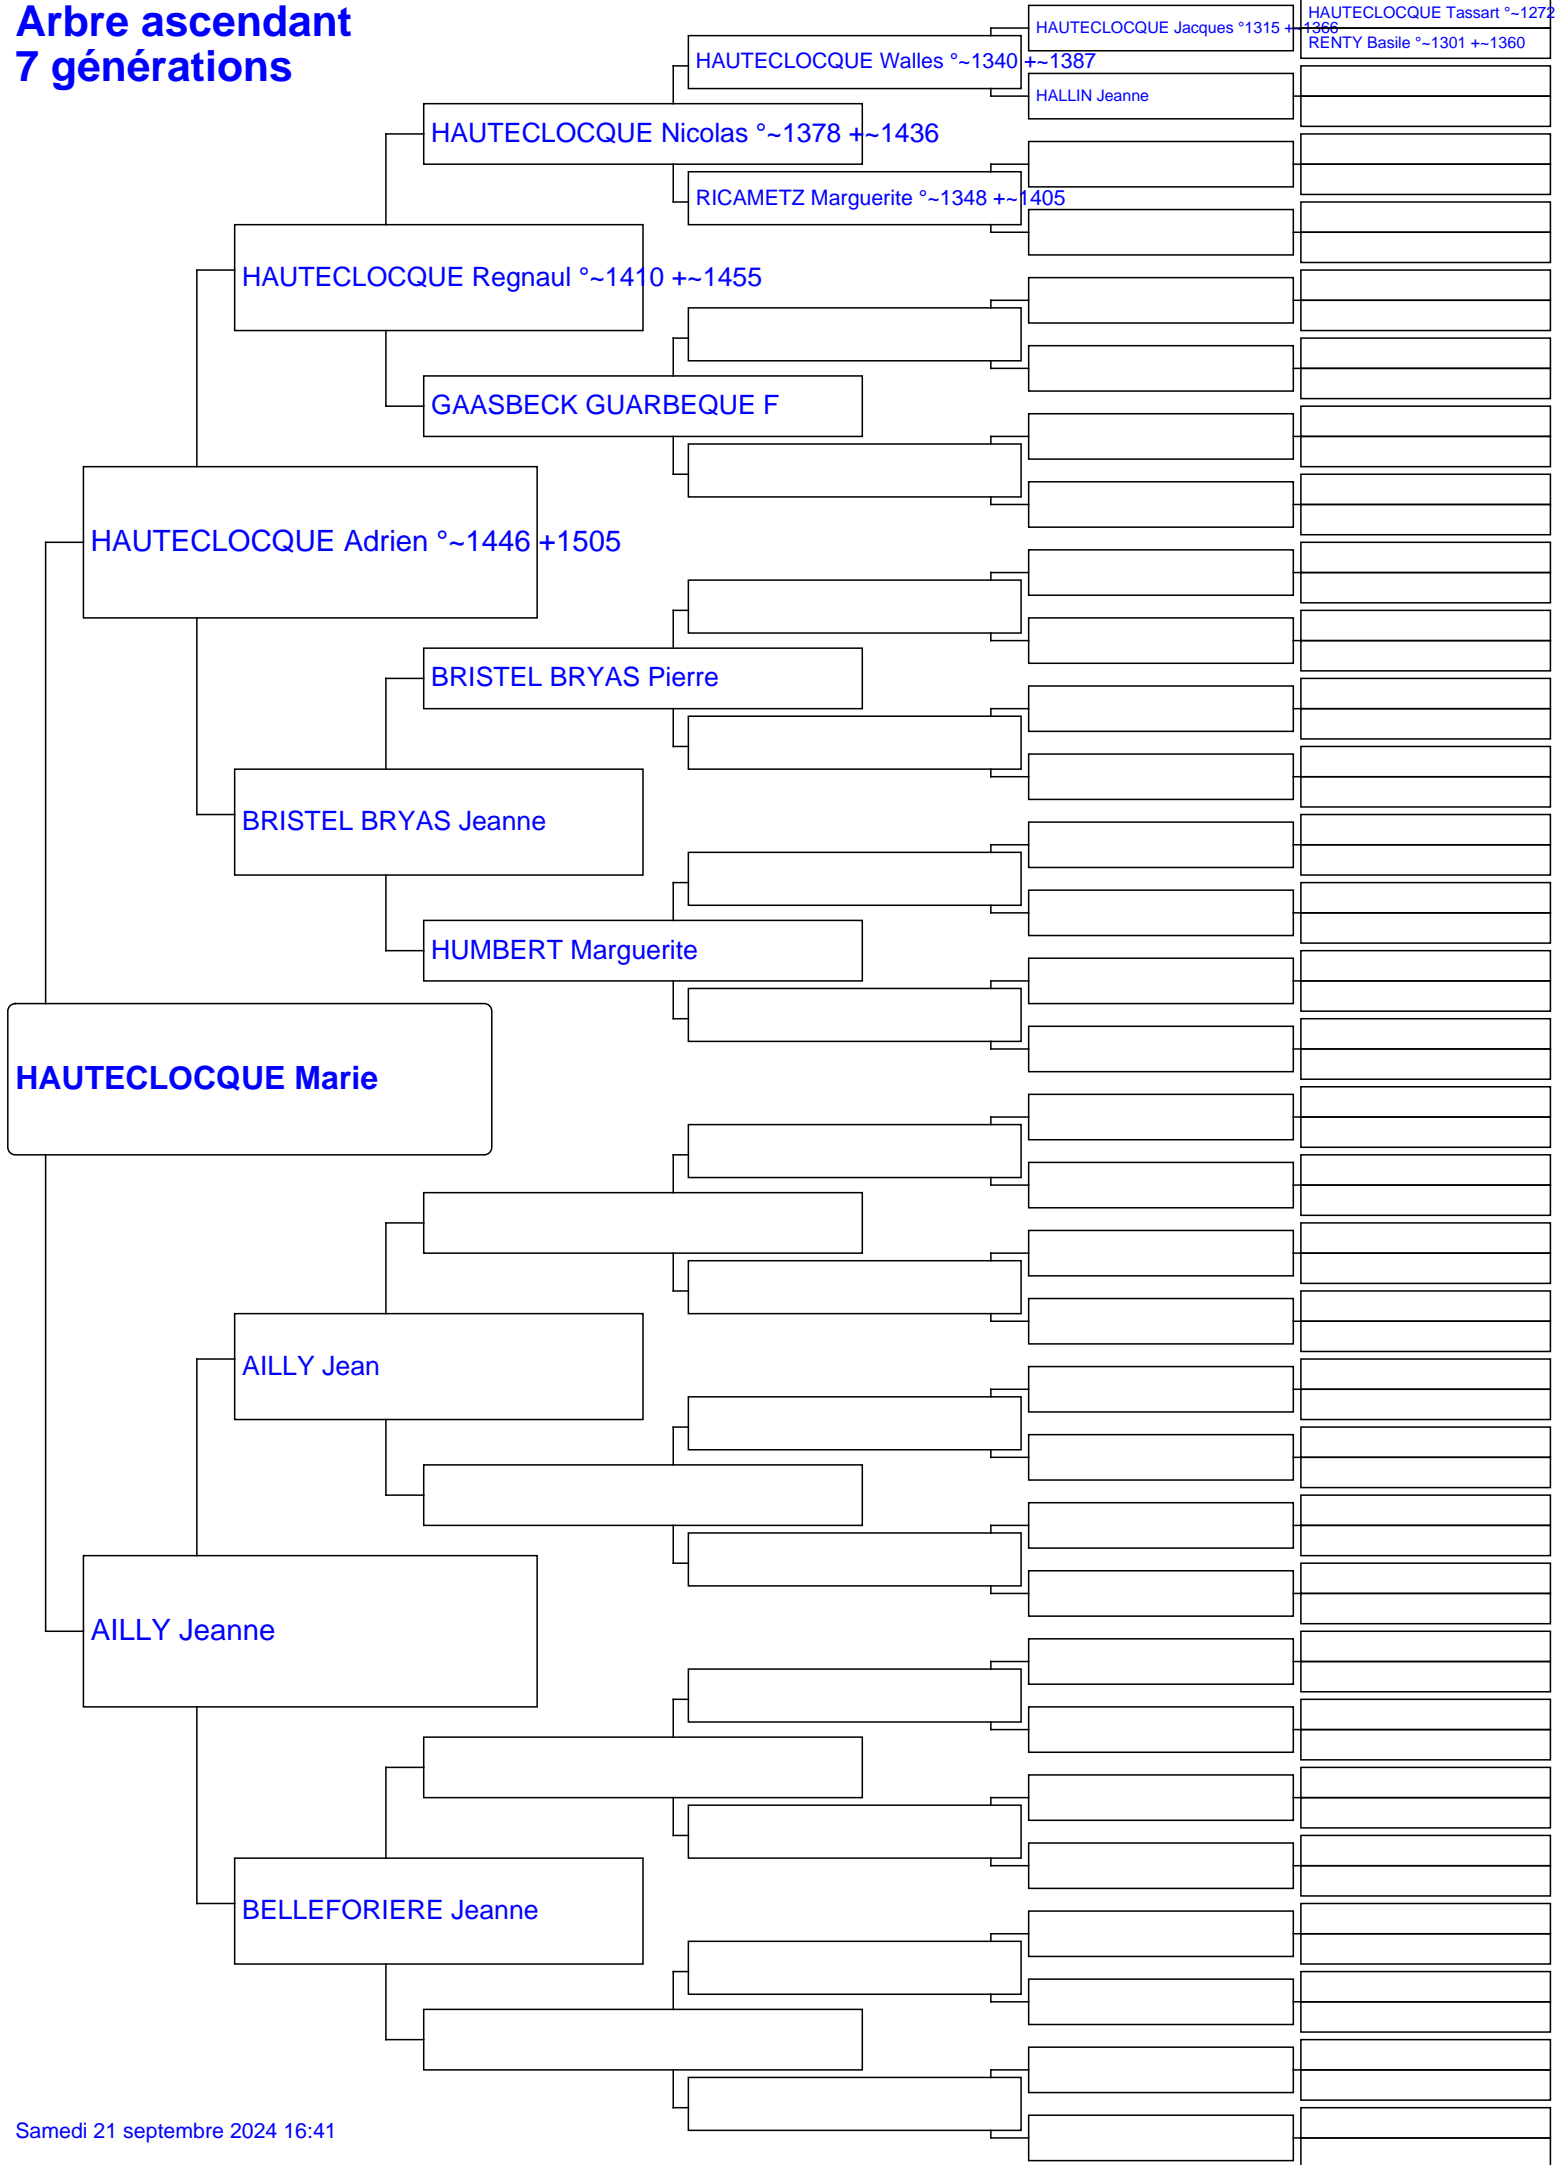 Arbre ascendant
7 générations
HAUTECLOCQUE Tassart °~1272
HAUTECLOCQUE Jacques °1315 +~1366
RENTY Basile °~1301 +~1360
HAUTECLOCQUE Walles °~1340 +~1387
HALLIN Jeanne
HAUTECLOCQUE Nicolas °~1378 +~1436
RICAMETZ Marguerite °~1348 +~1405
HAUTECLOCQUE Regnaul °~1410 +~1455
GAASBECK GUARBEQUE F
HAUTECLOCQUE Adrien °~1446 +1505
BRISTEL BRYAS Pierre
BRISTEL BRYAS Jeanne
HUMBERT Marguerite
HAUTECLOCQUE Marie
AILLY Jean
AILLY Jeanne
BELLEFORIERE Jeanne
Samedi 21 septembre 2024 16:41